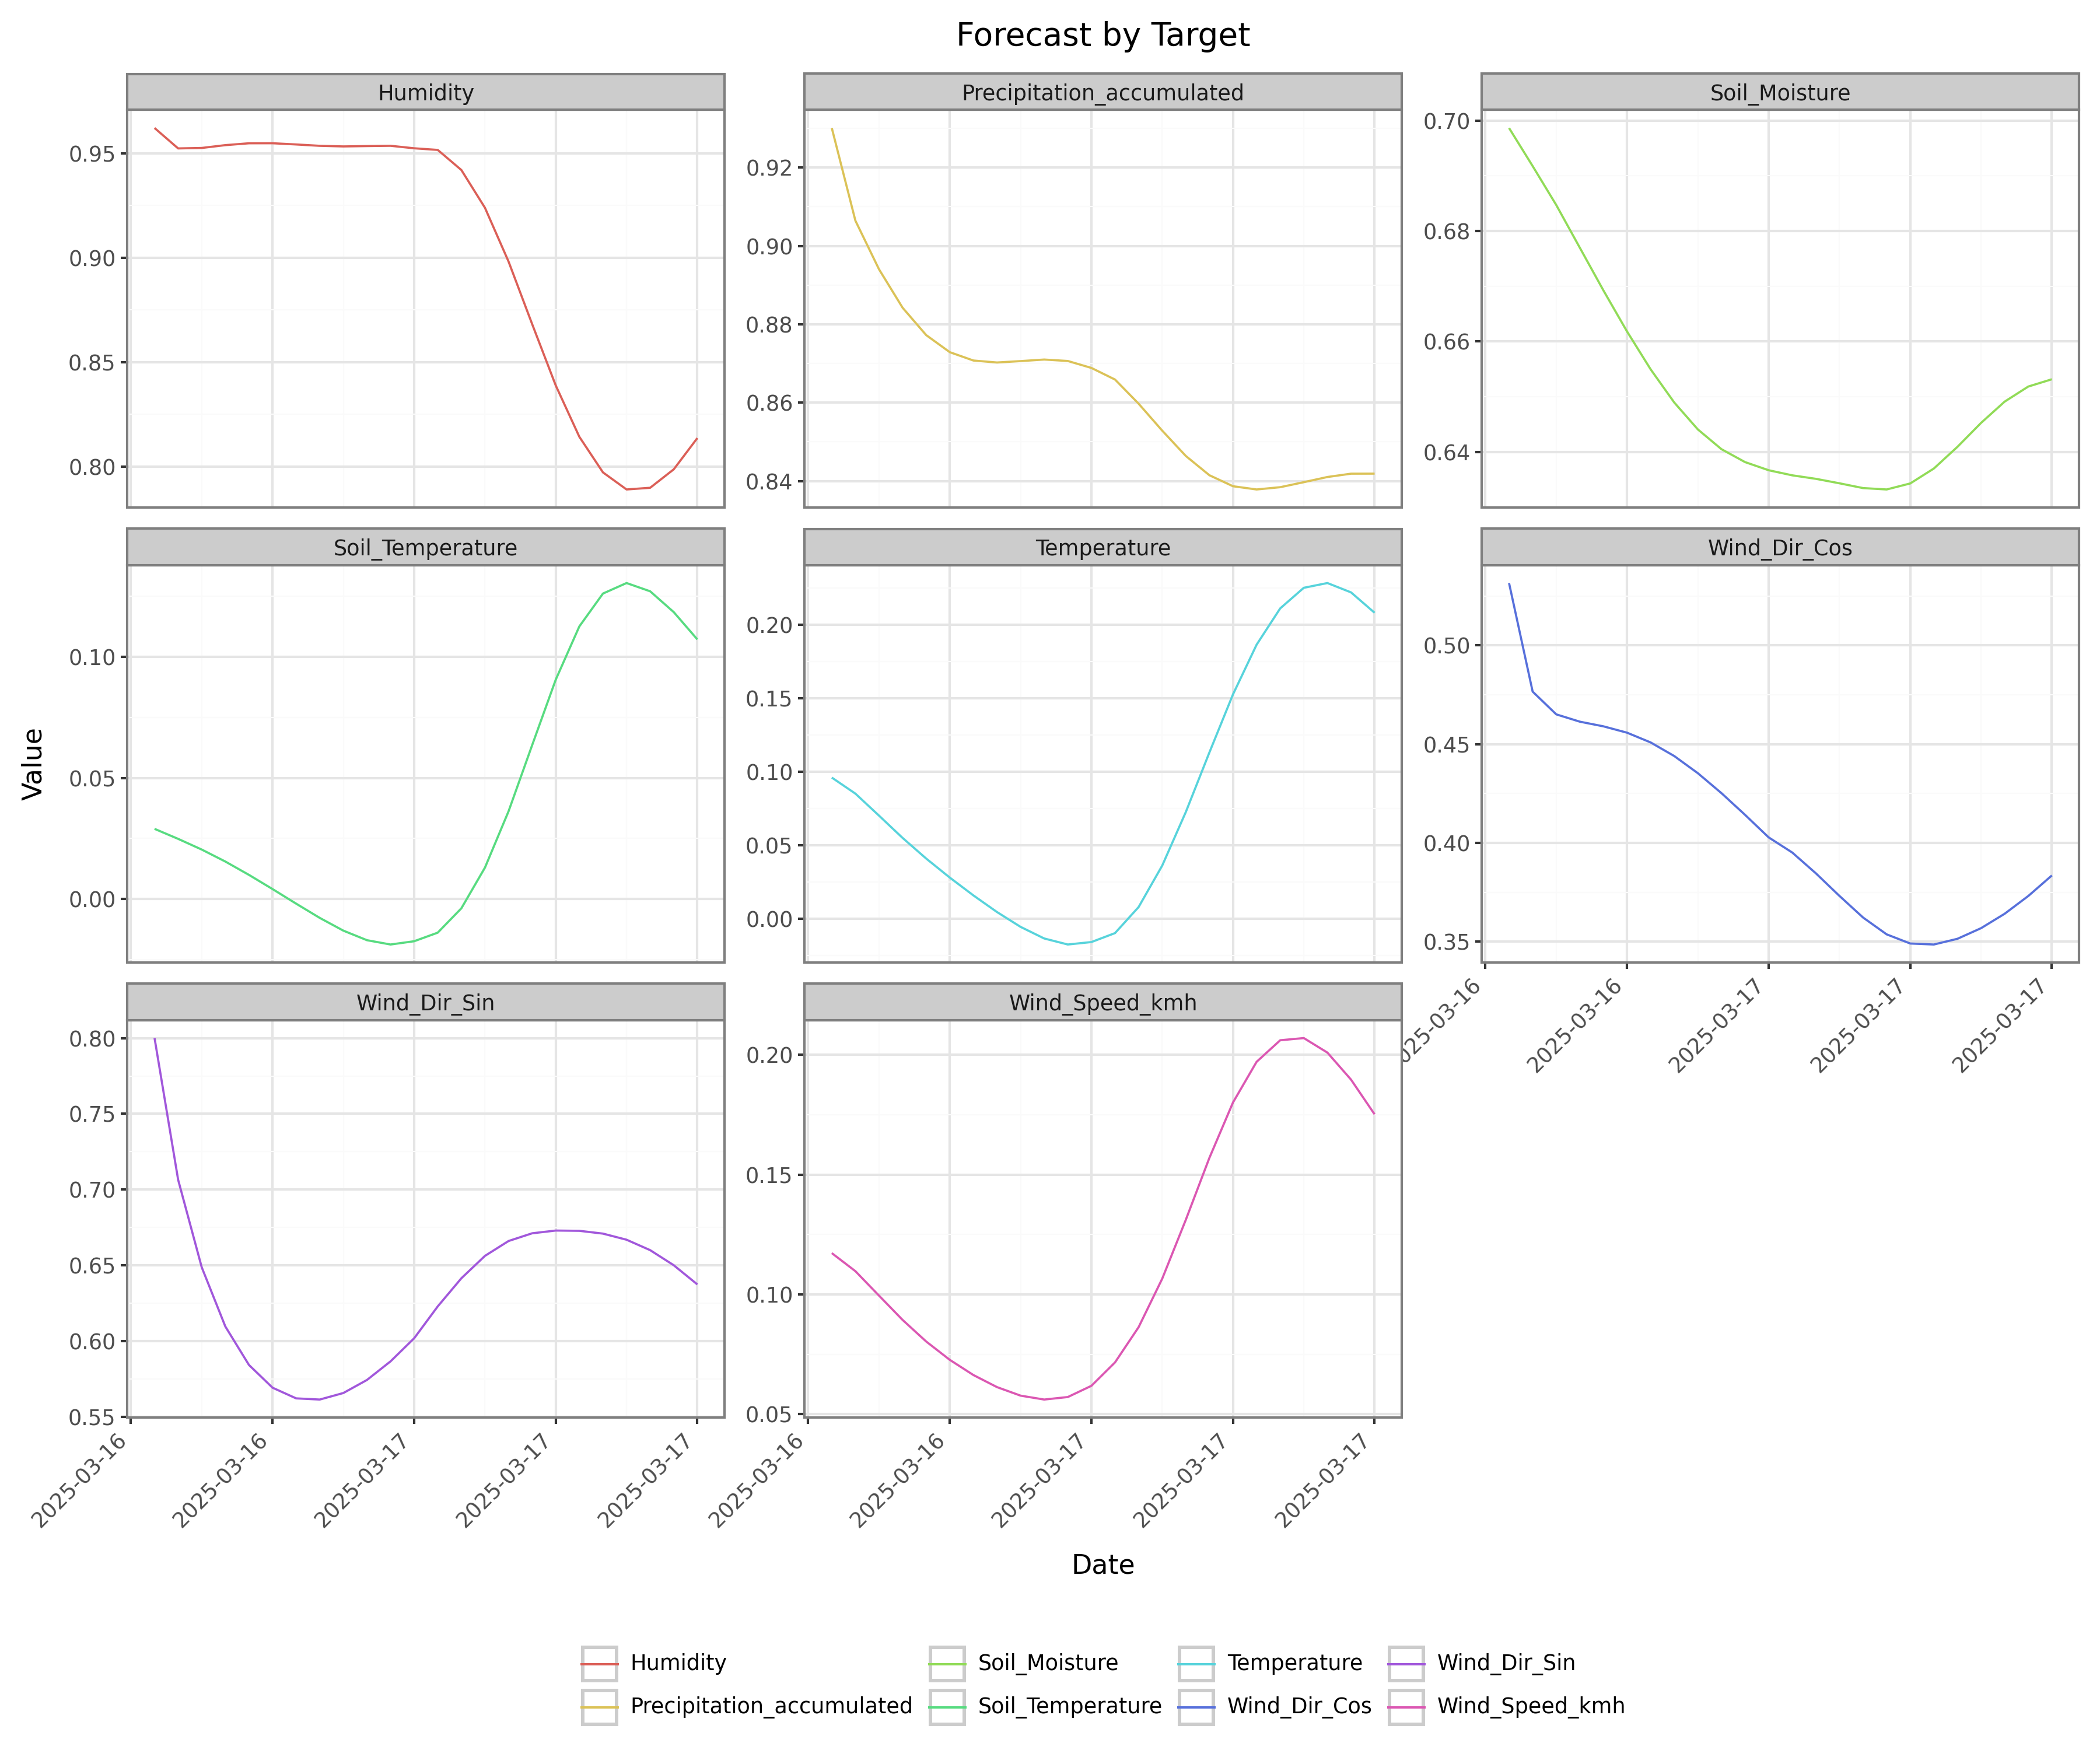 Forecast by Target
Humidity
0.95
0.90
0.85
0.80
Precipitation_accumulated
0.92
0.90
0.88
0.86
0.84
Soil_Moisture
0.70
0.68
0.66
0.64
Value
Soil_Temperature
0.10
0.05
0.00
Temperature
0.20
0.15
0.10
0.05
0.00
Wind_Dir_Cos
0.50
0.45
0.40
0.35
025-03-16
2025-03-16
2025-03-17
2025-03-17
2025-03-17
Wind_Dir_Sin
0.80
0.75
0.70
0.65
0.60
0.55
2025-03-16
2025-03-16
2025-03-17
2025-03-17
2025-03-17
Wind_Speed_kmh
0.20
0.15
0.10
0.05
2025-03-16
2025-03-16
2025-03-17
2025-03-17
2025-03-17
Date
Humidity
Precipitation_accumulated
Soil_Moisture
Soil_Temperature
Temperature
Wind_Dir_Cos
Wind_Dir_Sin
Wind_Speed_kmh